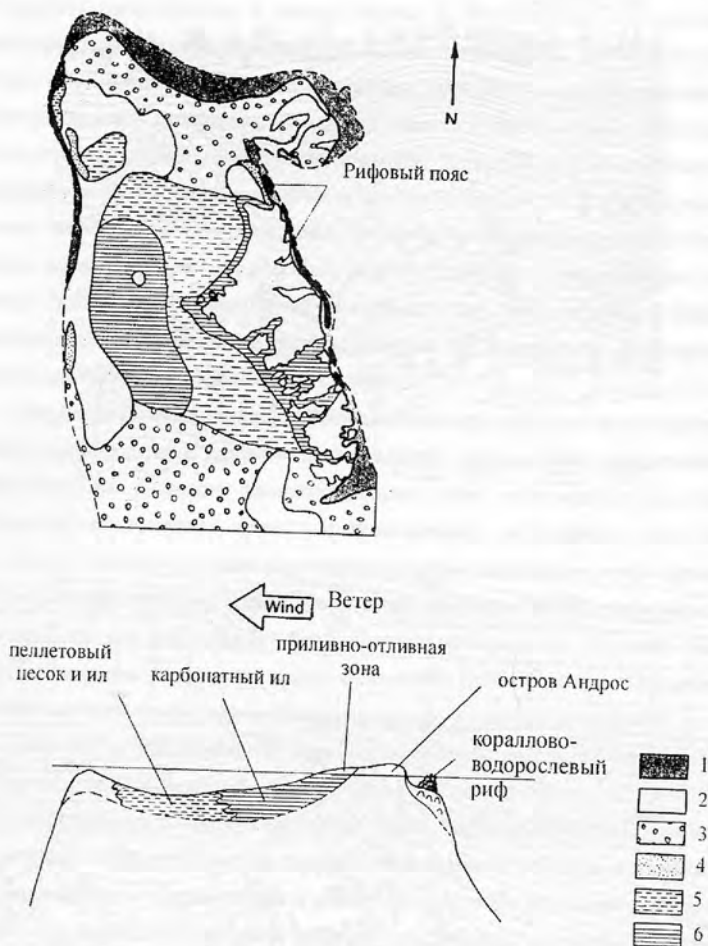 N
Рифовый пояс
Wind
Ветер
пеллетовый
песок и ил
карбонатный ил
приливно-отливная
зона
остров Андрос
кораллово-
водорослевый
риф
1
2
3
4
5
6